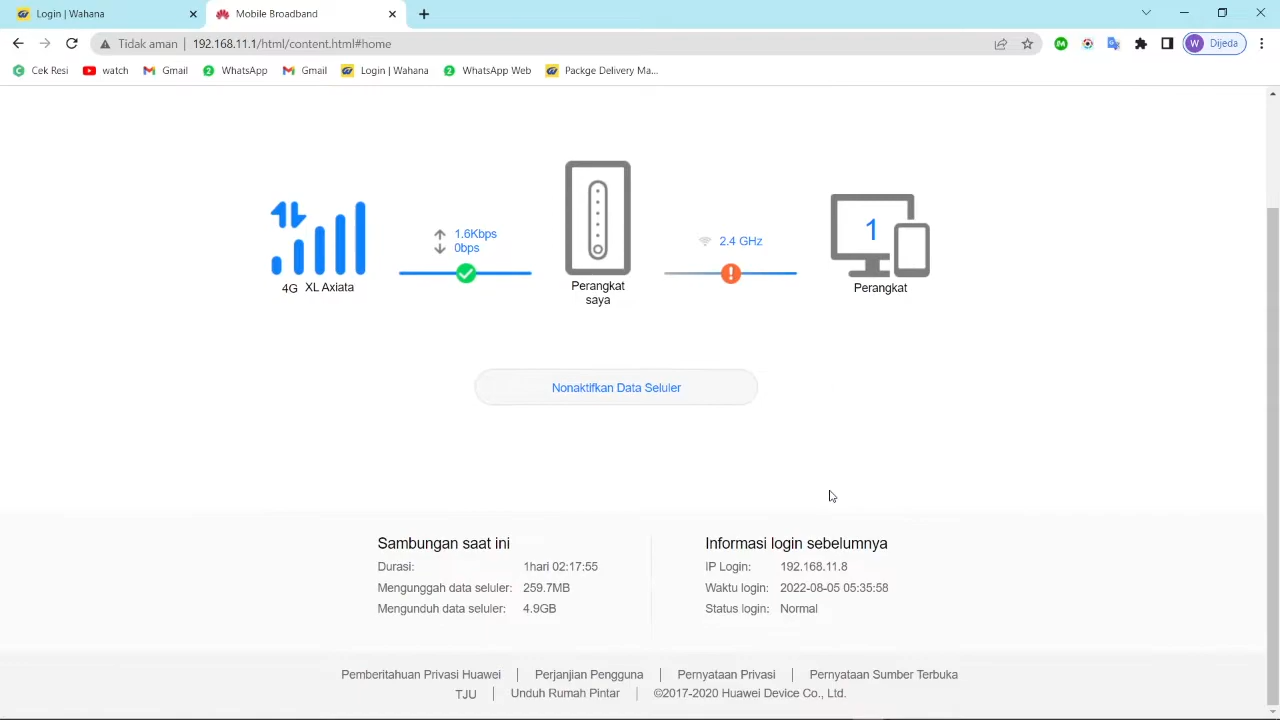 Login | Wahana
Mobile Broadband
Tidak aman | 192.168.11.1/html/content.html#home
W Dijeda
Cek Resi watch Gmail WhatsApp Gmail Login | Wahana WhatsApp Web Packge Delivery Ma...
1.6Kbps
0bps
2.4 GHz
1
4G XL Axiata
Perangkat
saya
Perangkat
Nonaktifkan Data Seluler
Sambungan saat ini
Durasi: 1hari 02:17:55
Mengunggah data seluler: 259.7MB
Mengunduh data seluler: 4.9GB
Informasi login sebelumnya
IP Login: 192.168.11.8
Waktu login: 2022-08-05 05:35:58
Status login: Normal
Pemberitahuan Privasi Huawei | Perjanjian Pengguna | Pernyataan Privasi | Pernyataan Sumber Terbuka
TJU | Unduh Rumah Pintar | ©2017-2020 Huawei Device Co., Ltd.